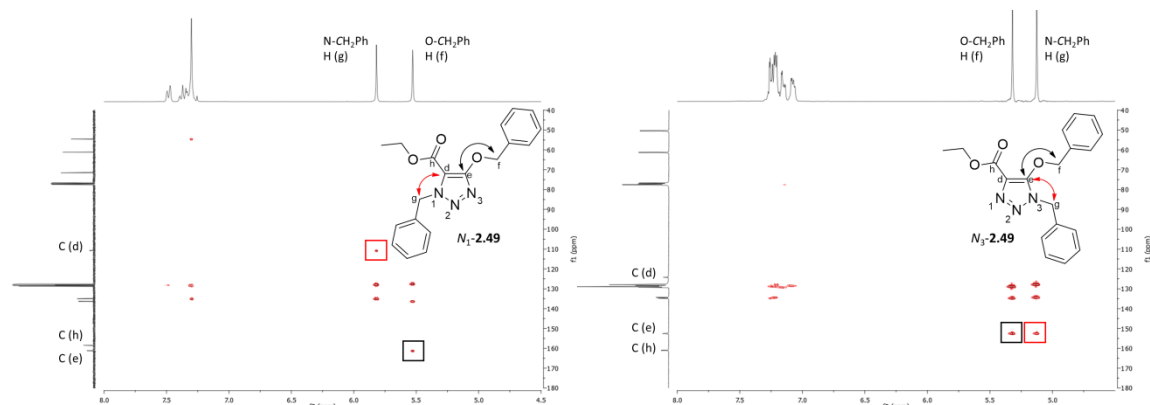 N-CH2Ph
H (g)
O-CH2Ph
H (f)
O
O
O
h
d
e
f
g
N
N
N
1
2
3
N1-2.49
C (d)
C (h)
C (e)
40
50
60
70
80
90
100
110
120
130
140
150
160
170
180
f1 (ppm)
8.0
7.5
7.0
6.5
6.0
5.5
5.0
4.5
O-CH2Ph
H (f)
N-CH2Ph
H (g)
O
O
O
h
d
e
f
g
N
N
N
1
2
3
N3-2.49
C (d)
C (e)
C (h)
40
50
60
70
80
90
100
110
120
130
140
150
160
170
180
f1 (ppm)
8.0
7.5
7.0
6.5
6.0
5.5
5.0